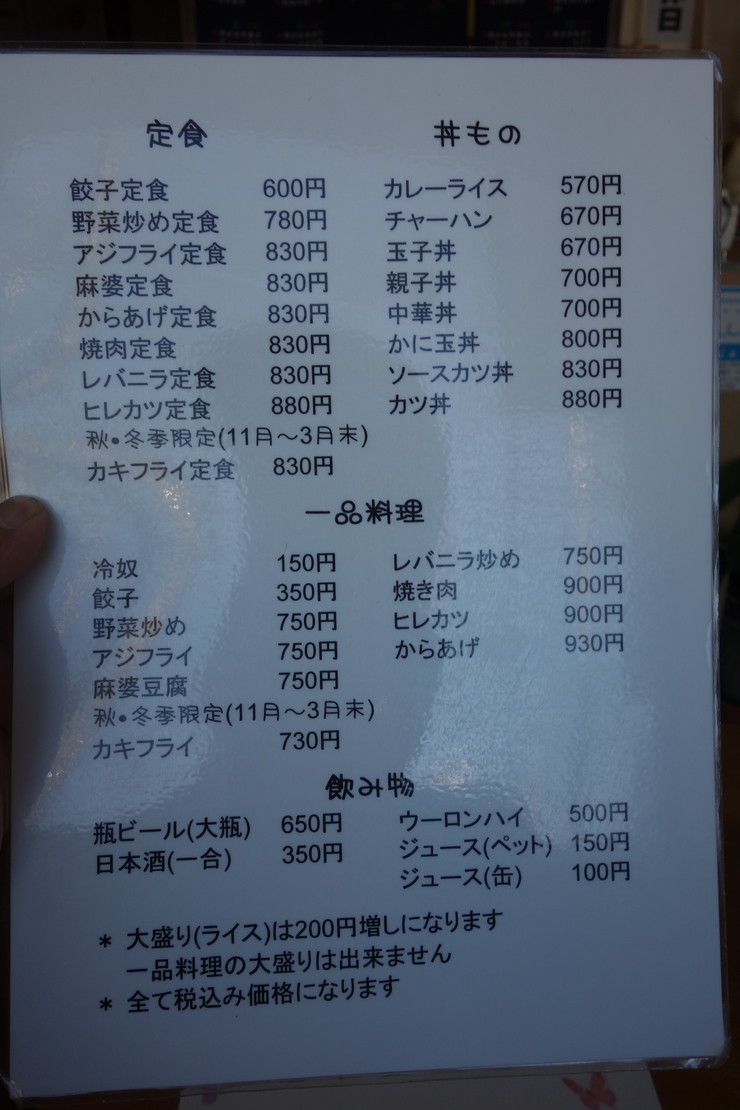 定食
餃子定食 600円
野菜炒め定食 780円
アジフライ定食 830円
麻婆定食 830円
からあげ定食 830円
焼肉定食 830円
レバニラ定食 830円
ヒレカツ定食 880円
秋・冬季限定(11月～3月末)
カキフライ定食 830円
丼もの
カレーライス 570円
チャーハン 670円
玉子丼 670円
親子丼 700円
中華丼 700円
かに玉丼 800円
ソースカツ丼 830円
カツ丼 880円
一品料理
冷奴 150円
餃子 350円
野菜炒め 750円
アジフライ 750円
麻婆豆腐 750円
秋・冬季限定(11月～3月末)
カキフライ 730円
レバニラ炒め 750円
焼き肉 900円
ヒレカツ 900円
からあげ 930円
飲み物
瓶ビール(大瓶) 650円
日本酒(一合) 350円
ウーロンハイ 500円
ジュース(ペット) 150円
ジュース(缶) 100円
* 大盛り(ライス)は200円増しになります
一品料理の大盛りは出来ません
* 全て税込み価格になります
日